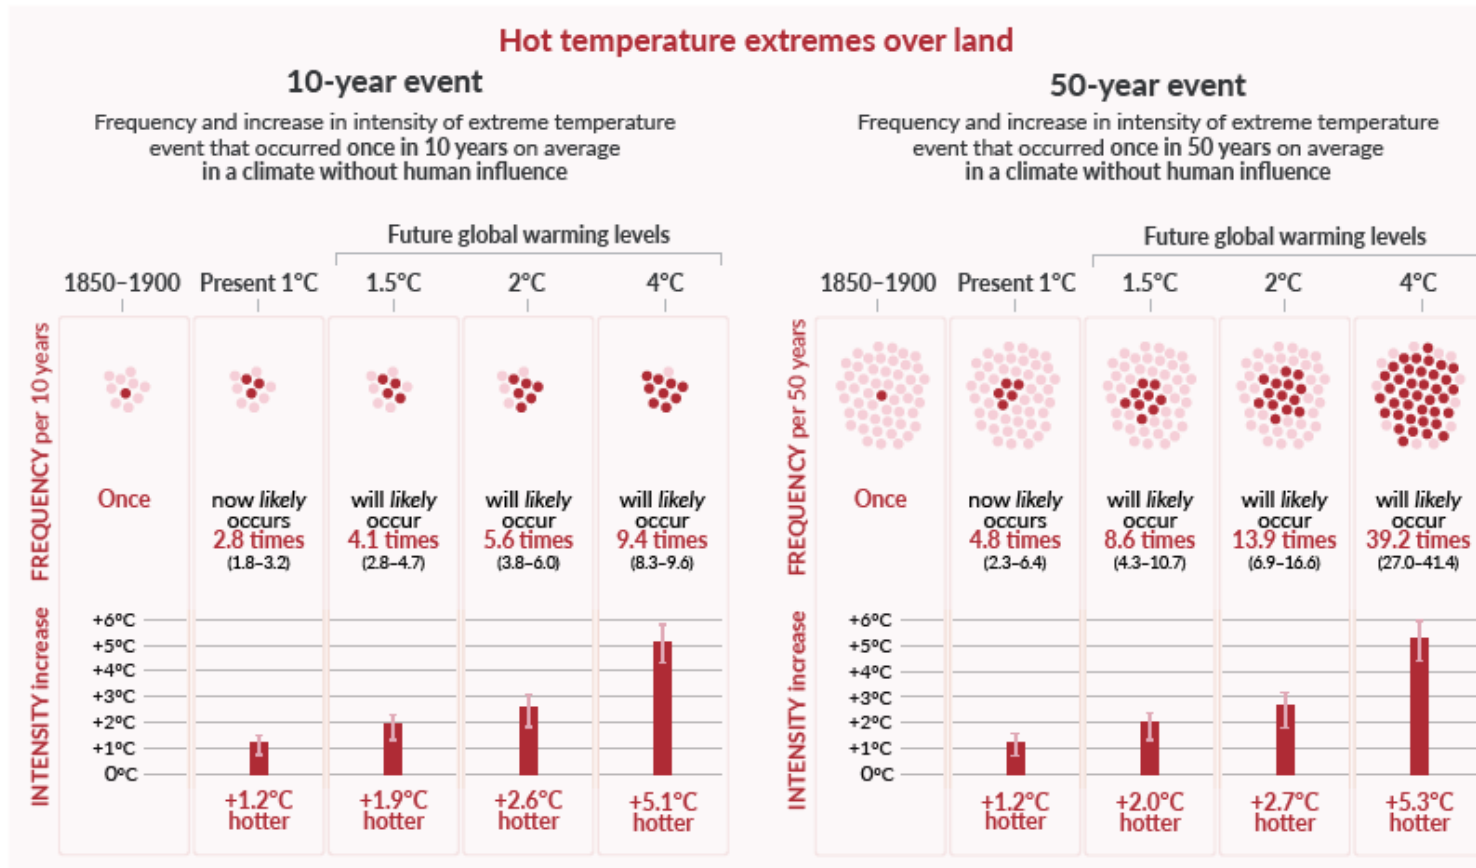 Hot temperature extremes over land
10-year event
Frequency and increase in intensity of extreme temperature
event that occurred once in 10 years on average
in a climate without human influence
Future global warming levels
1850–1900 Present 1°C 1.5°C 2°C 4°C
FREQUENCY per 10 years
Once
now likely
occurs
2.8 times
(1.8–3.2)
will likely
occur
4.1 times
(2.8–4.7)
will likely
occur
5.6 times
(3.8–6.0)
will likely
occur
9.4 times
(8.3–9.6)
INTENSITY increase
+6°C
+5°C
+4°C
+3°C
+2°C
+1°C
0°C
+1.2°C
hotter
+1.9°C
hotter
+2.6°C
hotter
+5.1°C
hotter
50-year event
Frequency and increase in intensity of extreme temperature
event that occurred once in 50 years on average
in a climate without human influence
Future global warming levels
1850–1900 Present 1°C 1.5°C 2°C 4°C
FREQUENCY per 50 years
Once
now likely
occurs
4.8 times
(2.3–6.4)
will likely
occur
8.6 times
(4.3–10.7)
will likely
occur
13.9 times
(6.9–16.6)
will likely
occur
39.2 times
(27.0–41.4)
INTENSITY increase
+6°C
+5°C
+4°C
+3°C
+2°C
+1°C
0°C
+1.2°C
hotter
+2.0°C
hotter
+2.7°C
hotter
+5.3°C
hotter